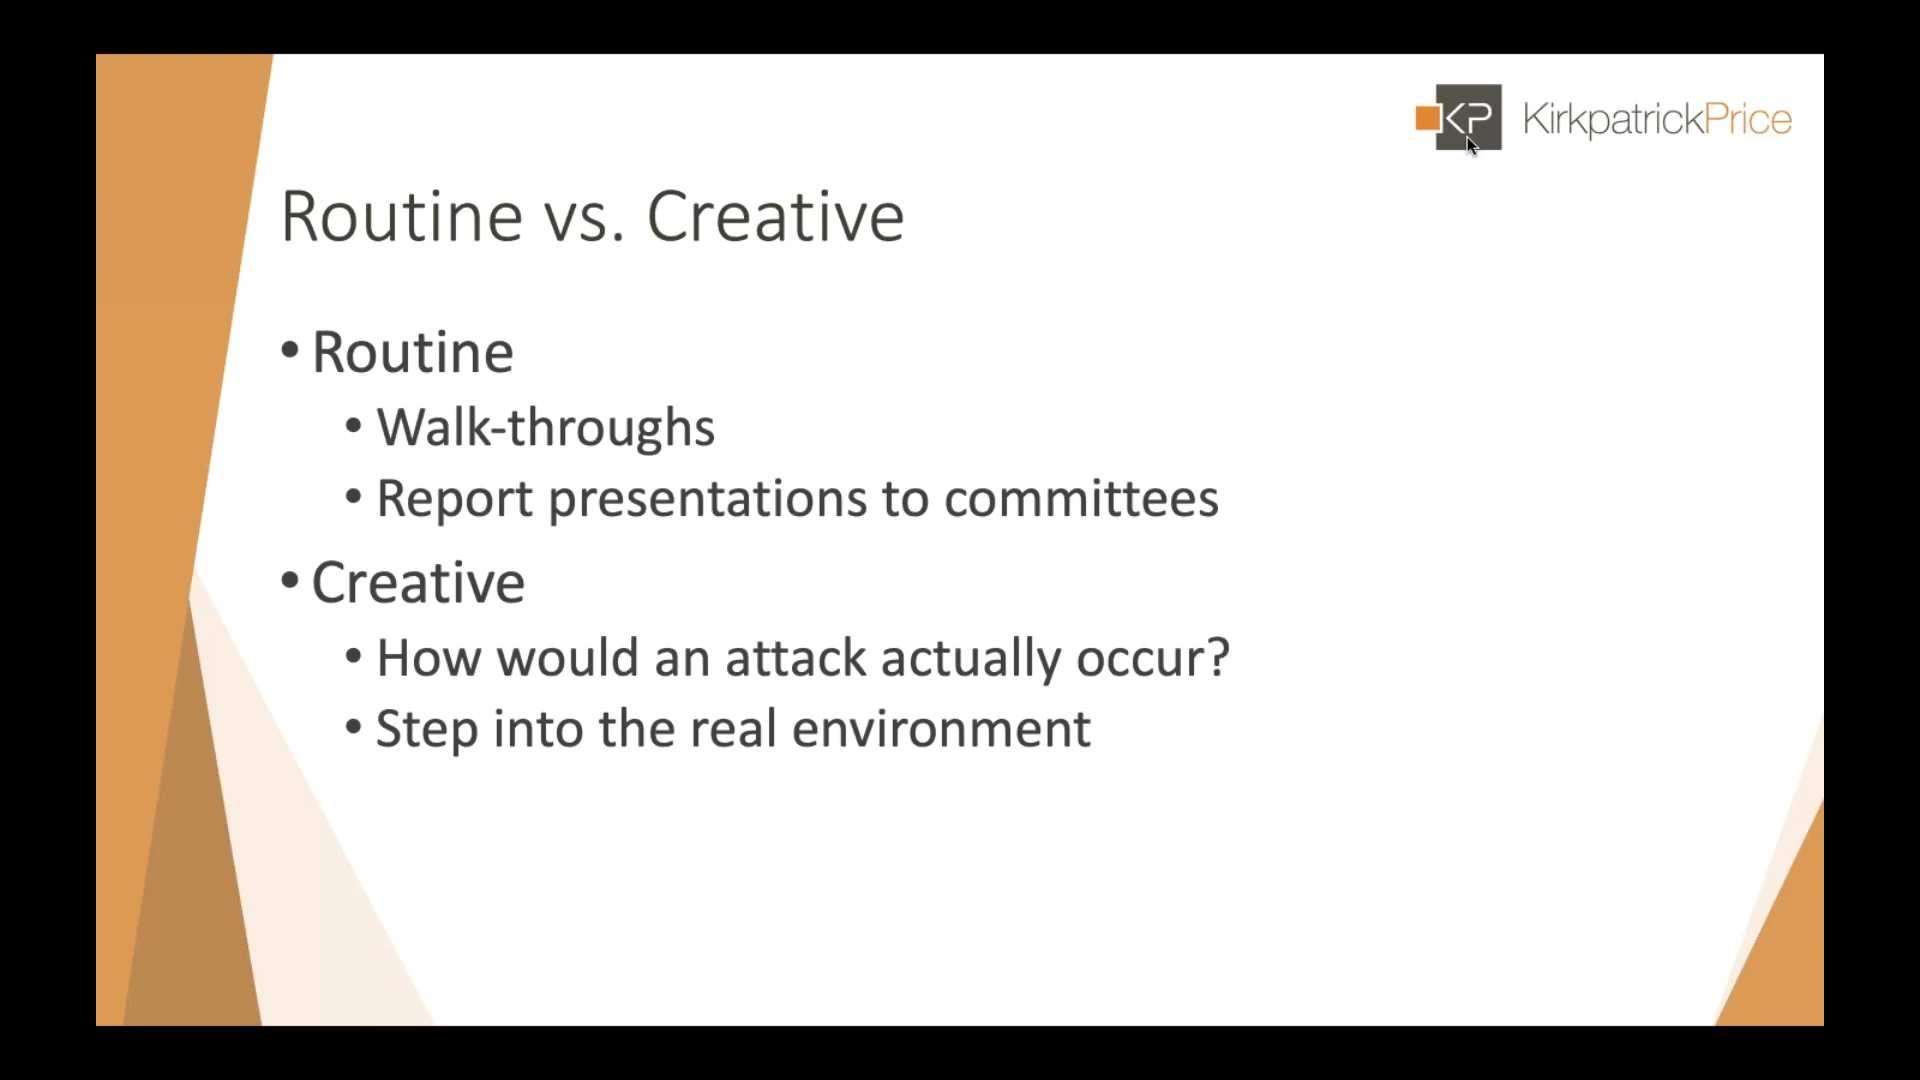 KP KirkpatrickPrice
Routine vs. Creative
• Routine
• Walk-throughs
• Report presentations to committees
• Creative
• How would an attack actually occur?
• Step into the real environment